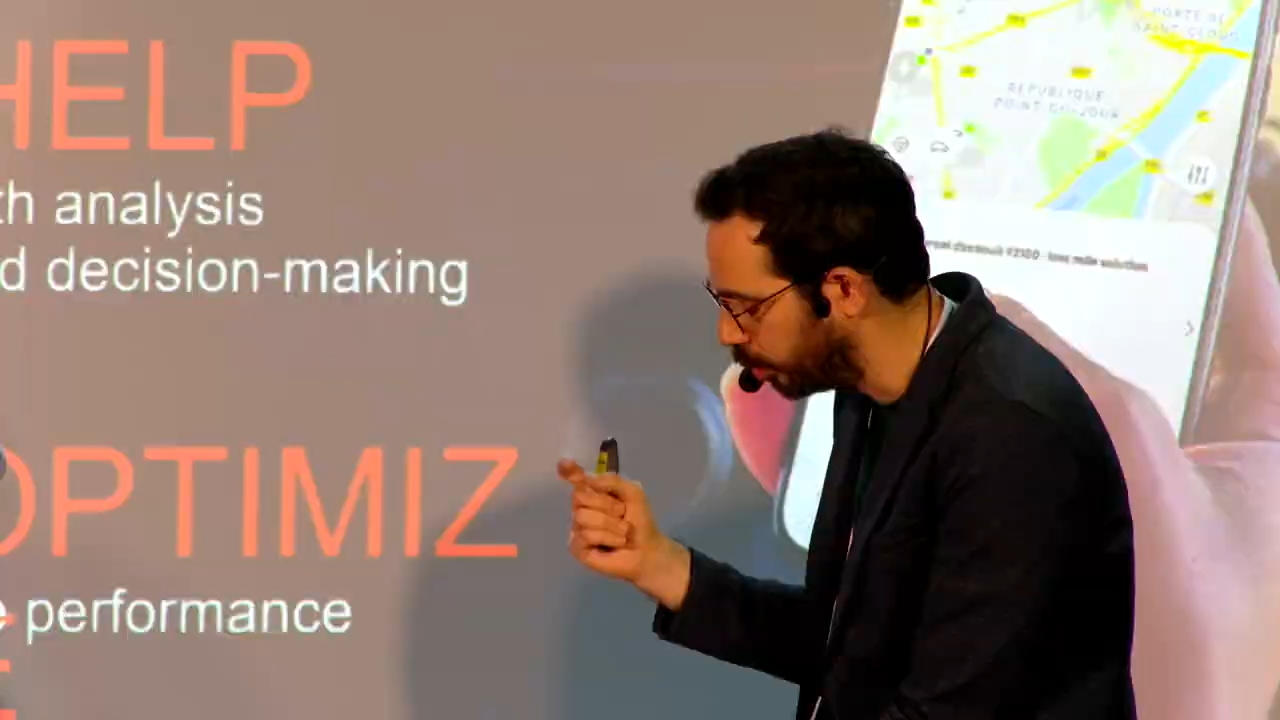 HELP
th analysis
d decision-making
OPTIMIZ
e performance
E
PORTE DE
SAINT-CLOUD
REPUBLIQUE
POINT-DU-JOUR